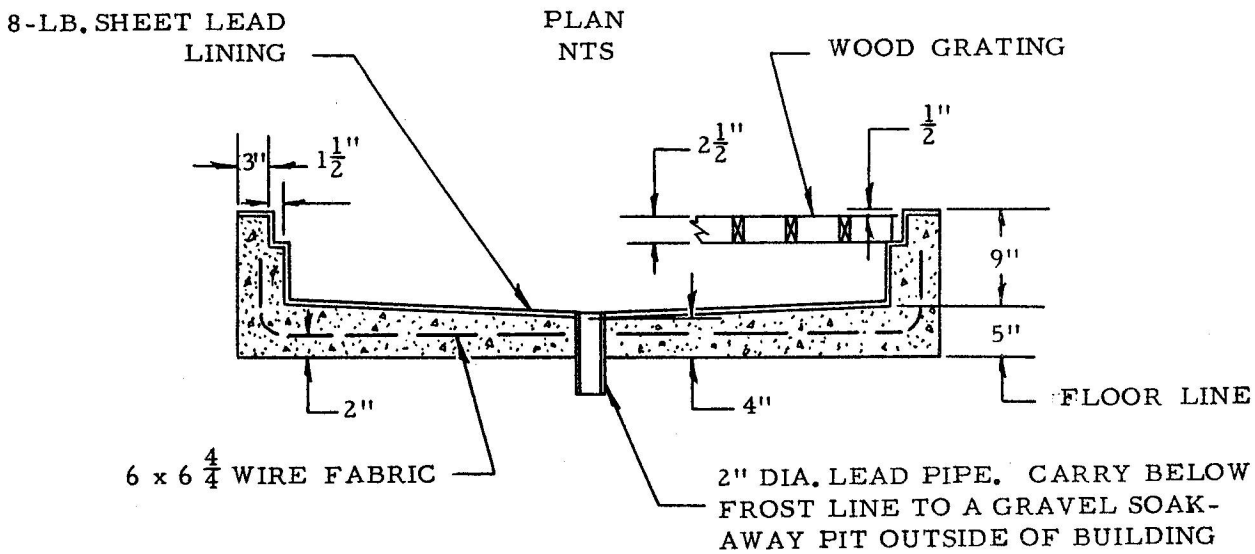 8-LB. SHEET LEAD
LINING
PLAN
NTS
WOOD GRATING
3"
1 1/2"
2 1/2"
1/2"
9"
5"
2"
4"
FLOOR LINE
6 x 6 4/4 WIRE FABRIC
2" DIA. LEAD PIPE. CARRY BELOW
FROST LINE TO A GRAVEL SOAK-
AWAY PIT OUTSIDE OF BUILDING